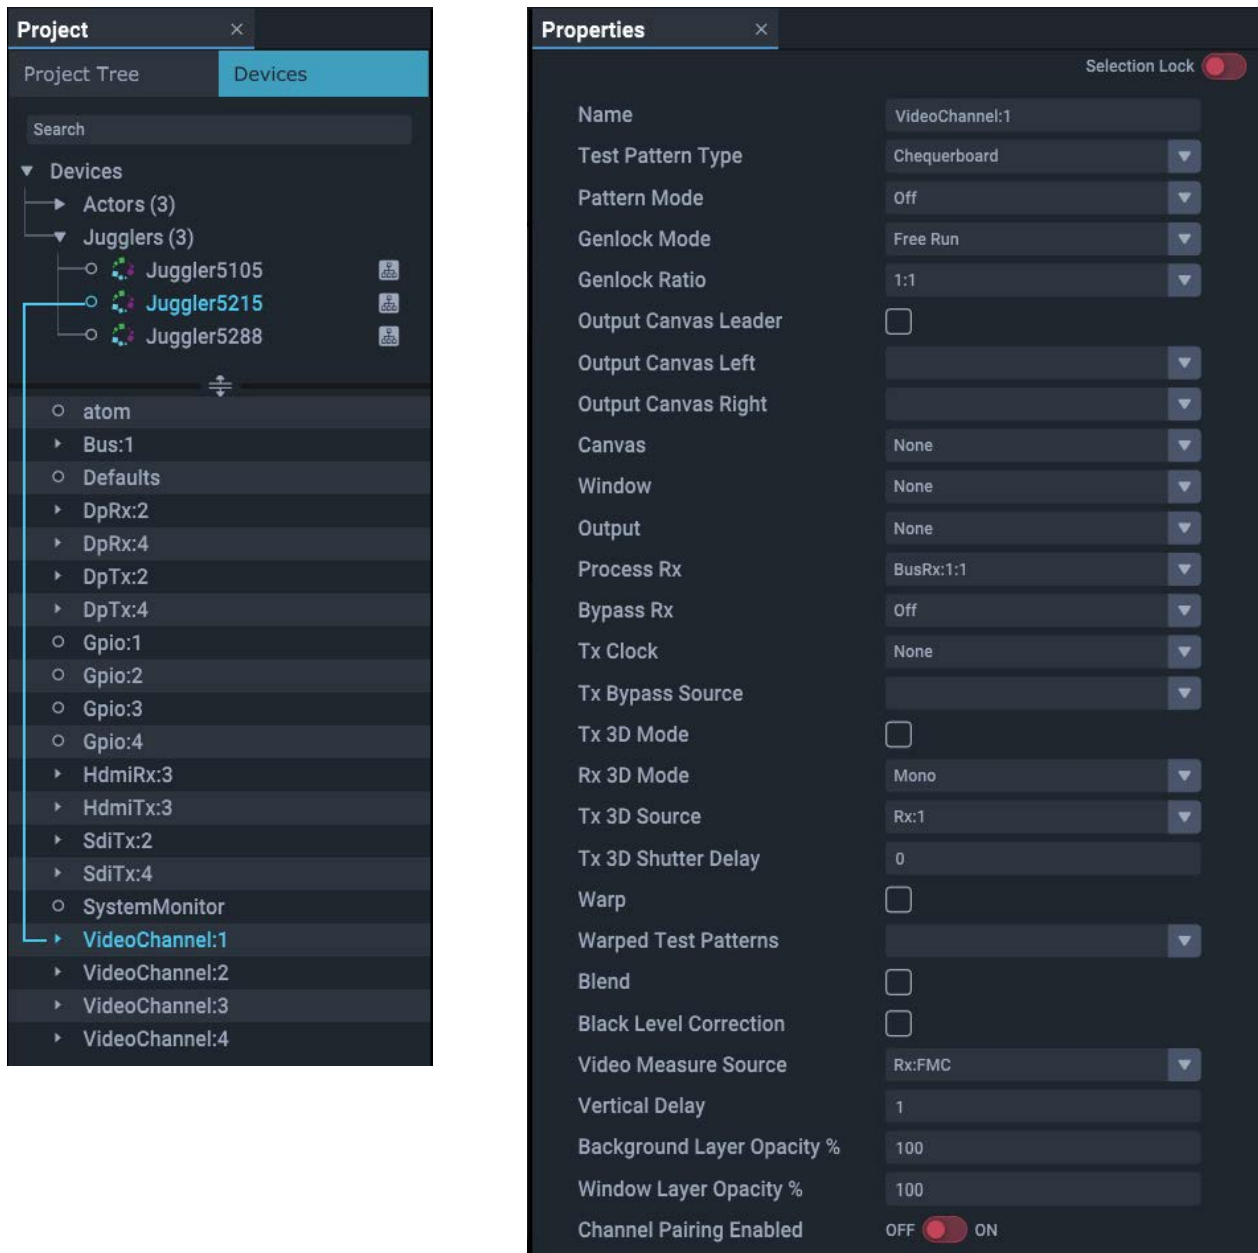 Project ×
Project Tree Devices
Search
Devices
Actors (3)
Jugglers (3)
Juggler5105
Juggler5215
Juggler5288
atom
Bus:1
Defaults
DpRx:2
DpRx:4
DpTx:2
DpTx:4
Gpio:1
Gpio:2
Gpio:3
Gpio:4
HdmiRx:3
HdmiTx:3
SdiTx:2
SdiTx:4
SystemMonitor
VideoChannel:1
VideoChannel:2
VideoChannel:3
VideoChannel:4
Properties ×
Selection Lock
Name VideoChannel:1
Test Pattern Type Chequerboard
Pattern Mode Off
Genlock Mode Free Run
Genlock Ratio 1:1
Output Canvas Leader
Output Canvas Left
Output Canvas Right
Canvas None
Window None
Output None
Process Rx BusRx:1:1
Bypass Rx Off
Tx Clock None
Tx Bypass Source
Tx 3D Mode
Rx 3D Mode Mono
Tx 3D Source Rx:1
Tx 3D Shutter Delay 0
Warp
Warped Test Patterns
Blend
Black Level Correction
Video Measure Source Rx:FMC
Vertical Delay 1
Background Layer Opacity % 100
Window Layer Opacity % 100
Channel Pairing Enabled OFF ON